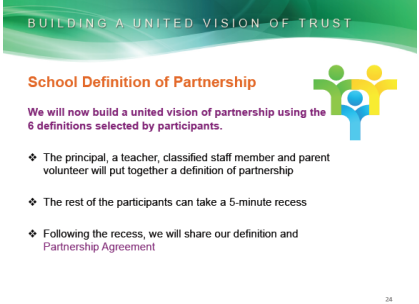 BUILDING A UNITED VISION OF TRUST
School Definition of Partnership
We will now build a united vision of partnership using the
6 definitions selected by participants.
❖ The principal, a teacher, classified staff member and parent
volunteer will put together a definition of partnership
❖ The rest of the participants can take a 5-minute recess
❖ Following the recess, we will share our definition and
Partnership Agreement
24